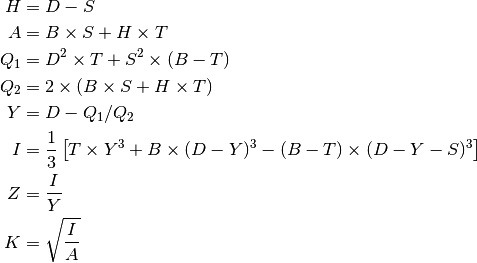 H = D − S
A = B × S + H × T
Q₁ = D² × T + S² × (B − T)
Q₂ = 2 × (B × S + H × T)
Y = D − Q₁/Q₂
I = 1/3 [T × Y³ + B × (D − Y)³ − (B − T) × (D − Y − S)³]
Z = I/Y
K = √(I/A)